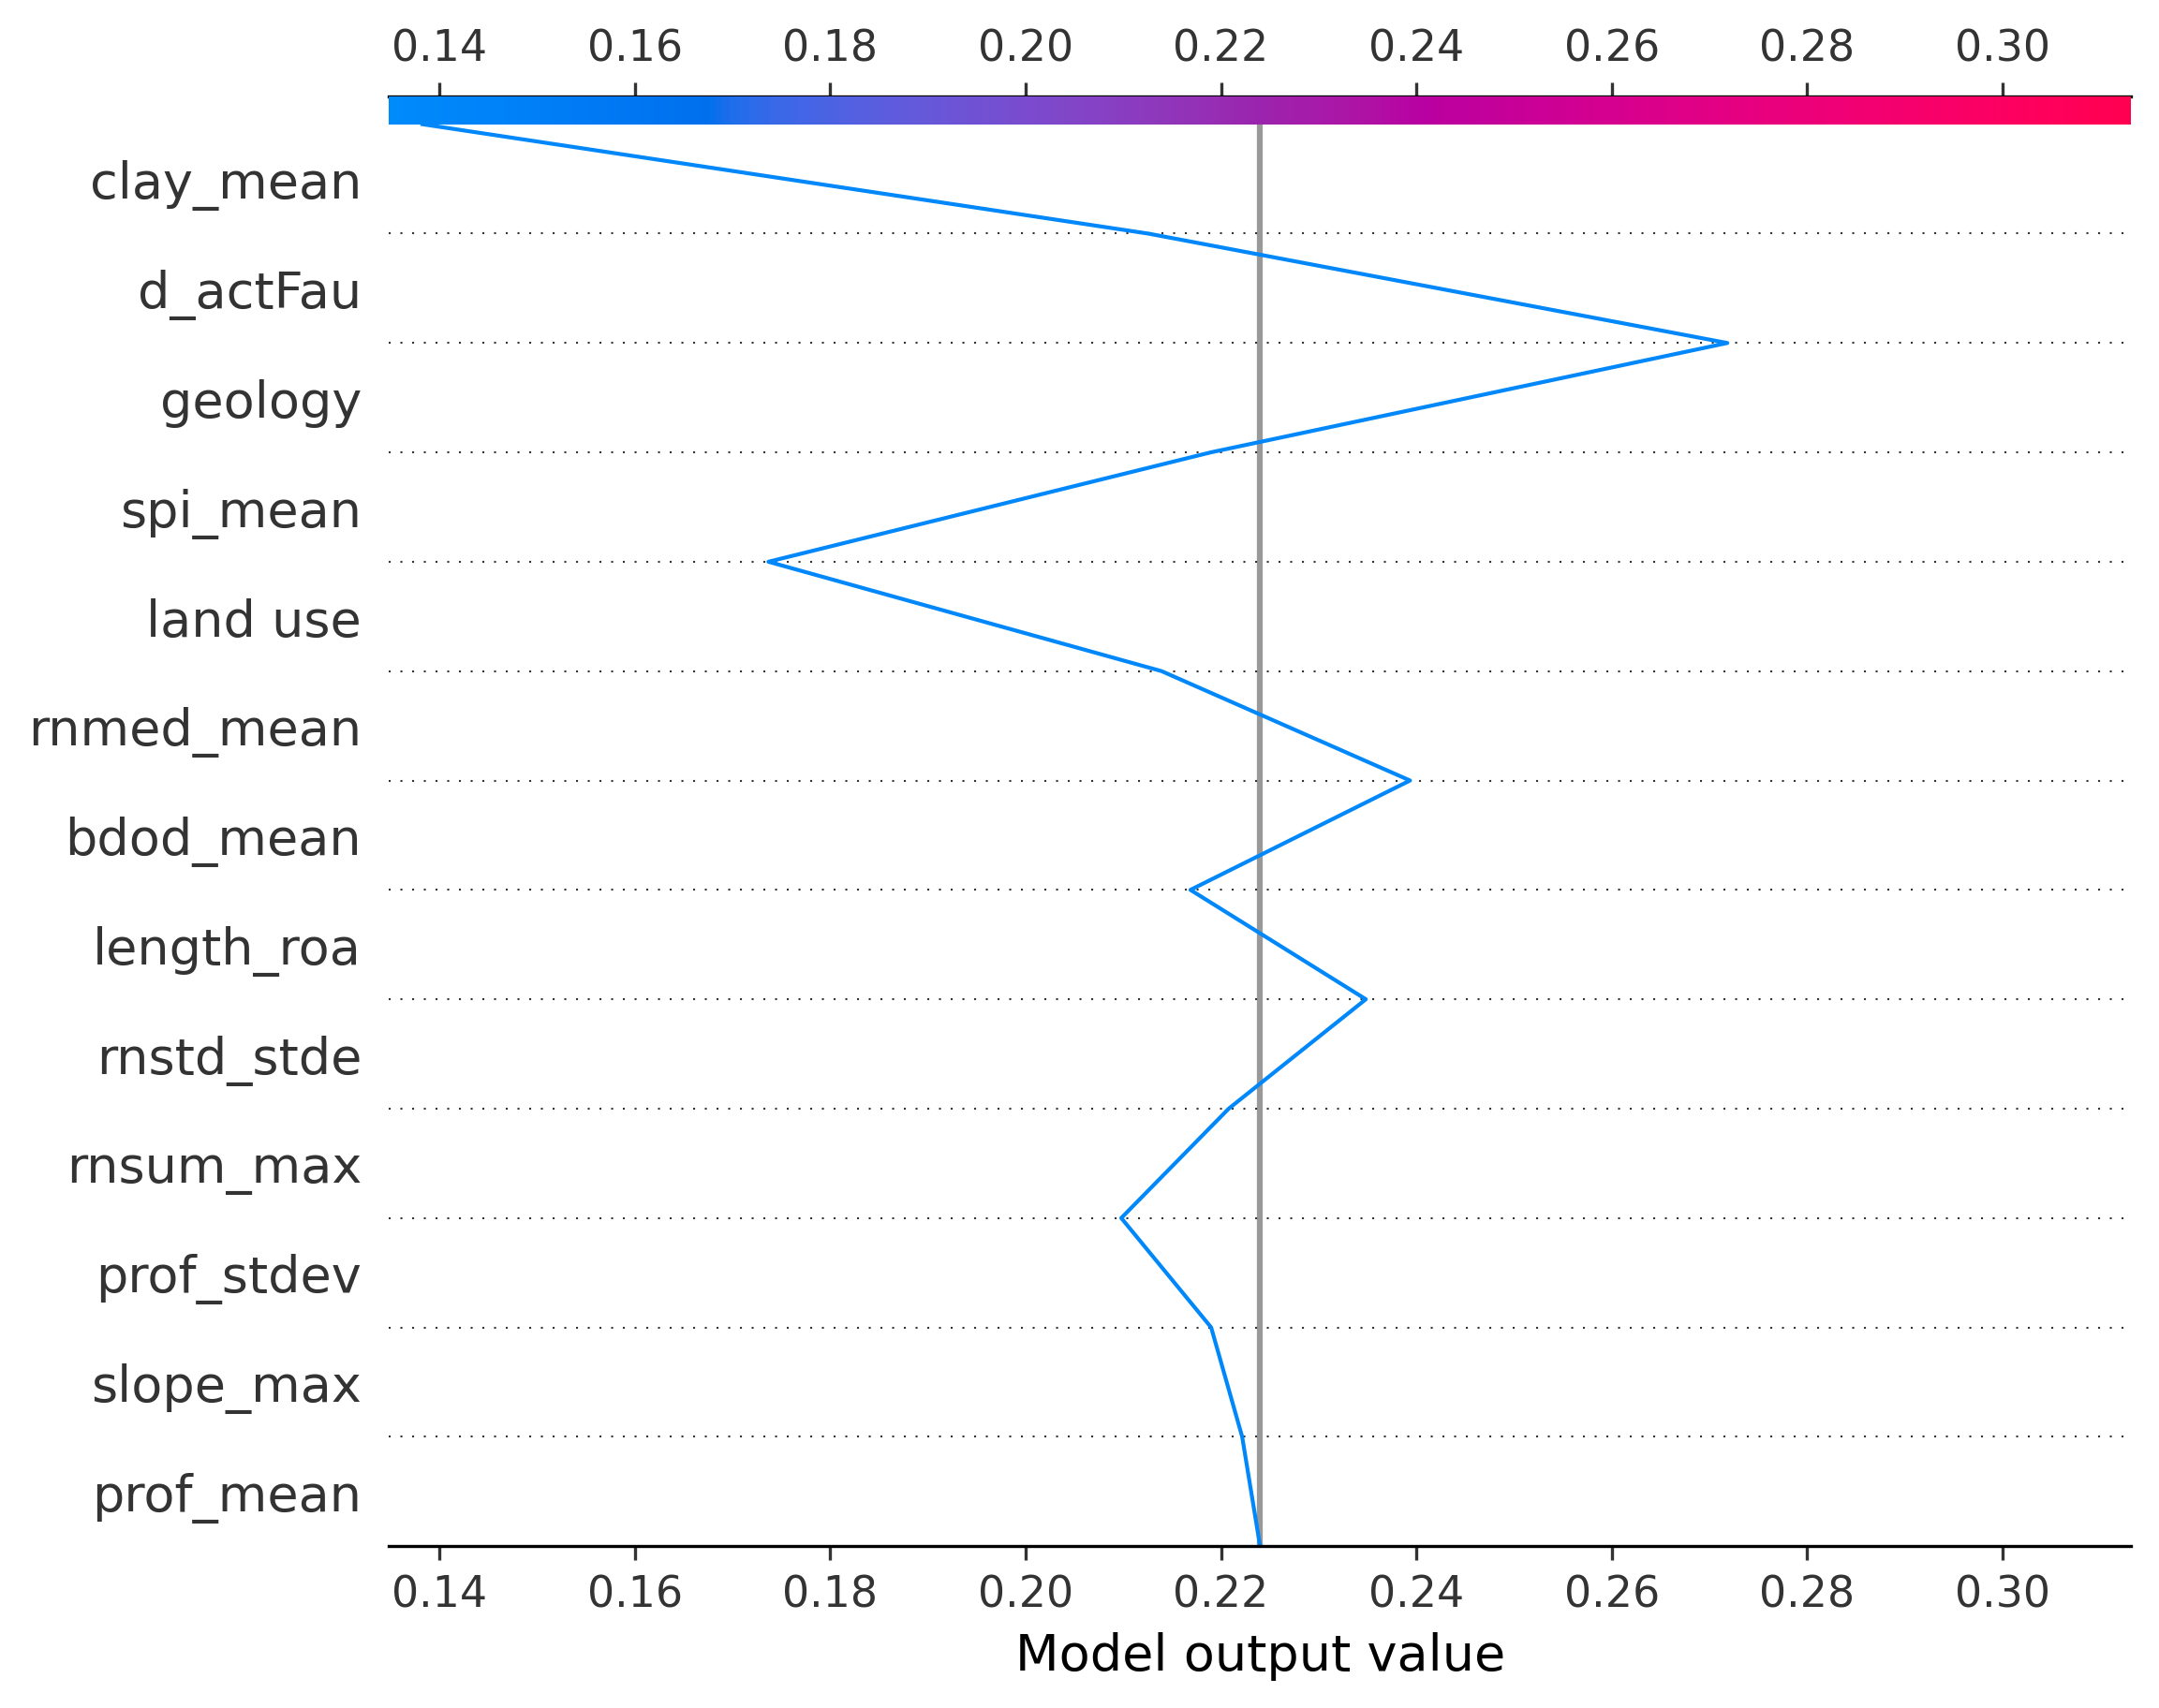 0.14 0.16 0.18 0.20 0.22 0.24 0.26 0.28 0.30
clay_mean
d_actFau
geology
spi_mean
land use
rnmed_mean
bdod_mean
length_roa
rnstd_stde
rnsum_max
prof_stdev
slope_max
prof_mean
0.14 0.16 0.18 0.20 0.22 0.24 0.26 0.28 0.30
Model output value